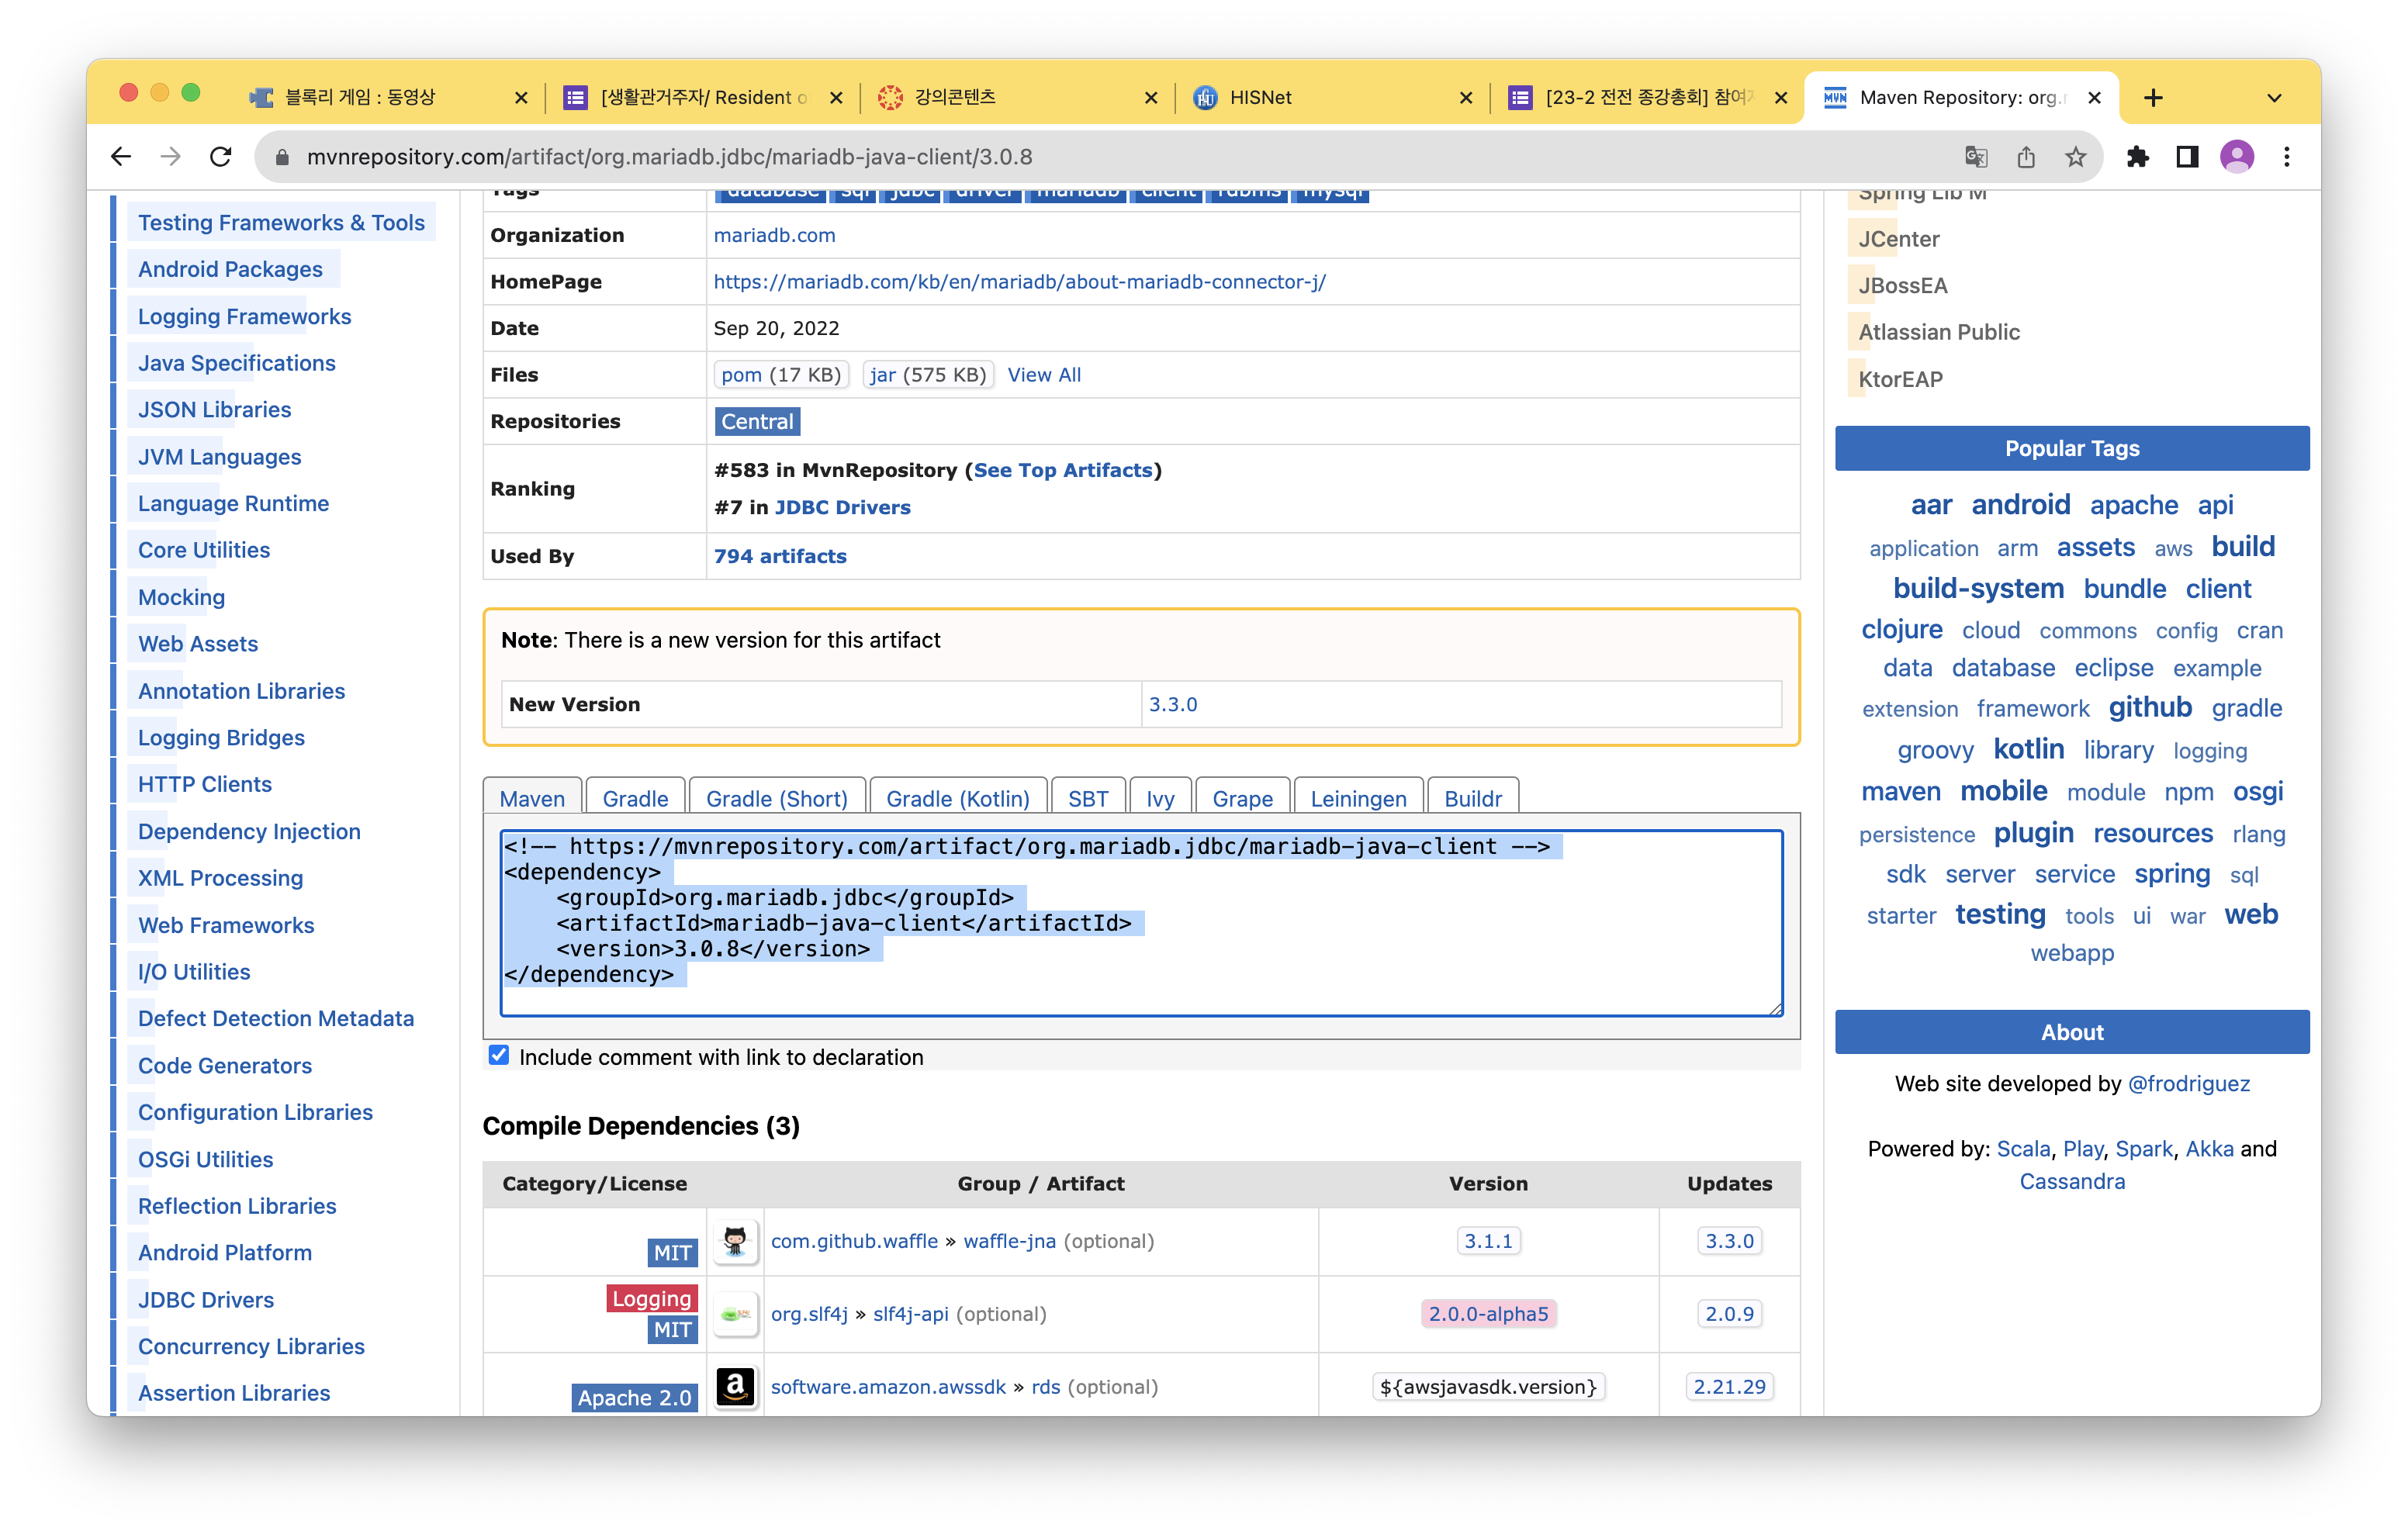 블록리 게임 : 동영상
[생활관거주자/ Resident o
강의콘텐츠
HISNet
[23-2 전전 종강총회] 참여
Maven Repository: org.
mvnrepository.com/artifact/org.mariadb.jdbc/mariadb-java-client/3.0.8
Testing Frameworks & Tools
Android Packages
Logging Frameworks
Java Specifications
JSON Libraries
JVM Languages
Language Runtime
Core Utilities
Mocking
Web Assets
Annotation Libraries
Logging Bridges
HTTP Clients
Dependency Injection
XML Processing
Web Frameworks
I/O Utilities
Defect Detection Metadata
Code Generators
Configuration Libraries
OSGi Utilities
Reflection Libraries
Android Platform
JDBC Drivers
Concurrency Libraries
Assertion Libraries
Tags database sql jdbc driver mariadb client rdbms mysql
Organization mariadb.com
HomePage https://mariadb.com/kb/en/mariadb/about-mariadb-connector-j/
Date Sep 20, 2022
Files pom (17 KB) jar (575 KB) View All
Repositories Central
Ranking #583 in MvnRepository (See Top Artifacts)
#7 in JDBC Drivers
Used By 794 artifacts
Note: There is a new version for this artifact
New Version 3.3.0
Maven Gradle Gradle (Short) Gradle (Kotlin) SBT Ivy Grape Leiningen Buildr
<!-- https://mvnrepository.com/artifact/org.mariadb.jdbc/mariadb-java-client -->
<dependency>
    <groupId>org.mariadb.jdbc</groupId>
    <artifactId>mariadb-java-client</artifactId>
    <version>3.0.8</version>
</dependency>
Include comment with link to declaration
Compile Dependencies (3)
Category/License Group / Artifact Version Updates
MIT com.github.waffle » waffle-jna (optional) 3.1.1 3.3.0
Logging
MIT org.slf4j » slf4j-api (optional) 2.0.0-alpha5 2.0.9
Apache 2.0 software.amazon.awssdk » rds (optional) ${awsjavasdk.version} 2.21.29
Spring Lib M
JCenter
JBossEA
Atlassian Public
KtorEAP
Popular Tags
aar android apache api
application arm assets aws build
build-system bundle client
clojure cloud commons config cran
data database eclipse example
extension framework github gradle
groovy kotlin library logging
maven mobile module npm osgi
persistence plugin resources rlang
sdk server service spring sql
starter testing tools ui war web
webapp
About
Web site developed by @frodriguez
Powered by: Scala, Play, Spark, Akka and
Cassandra